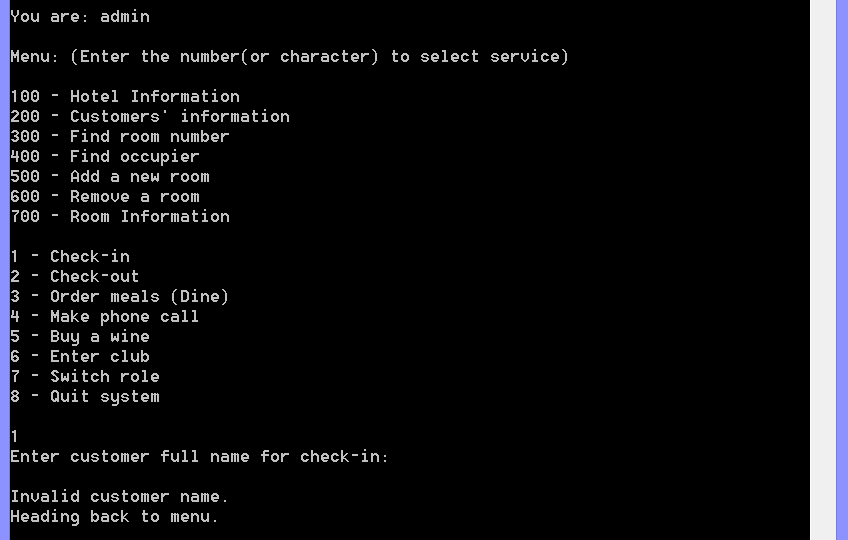 You are: admin
Menu: (Enter the number(or character) to select service)
100 - Hotel Information
200 - Customers' information
300 - Find room number
400 - Find occupier
500 - Add a new room
600 - Remove a room
700 - Room Information
1 - Check-in
2 - Check-out
3 - Order meals (Dine)
4 - Make phone call
5 - Buy a wine
6 - Enter club
7 - Switch role
8 - Quit system
1
Enter customer full name for check-in:
Invalid customer name.
Heading back to menu.